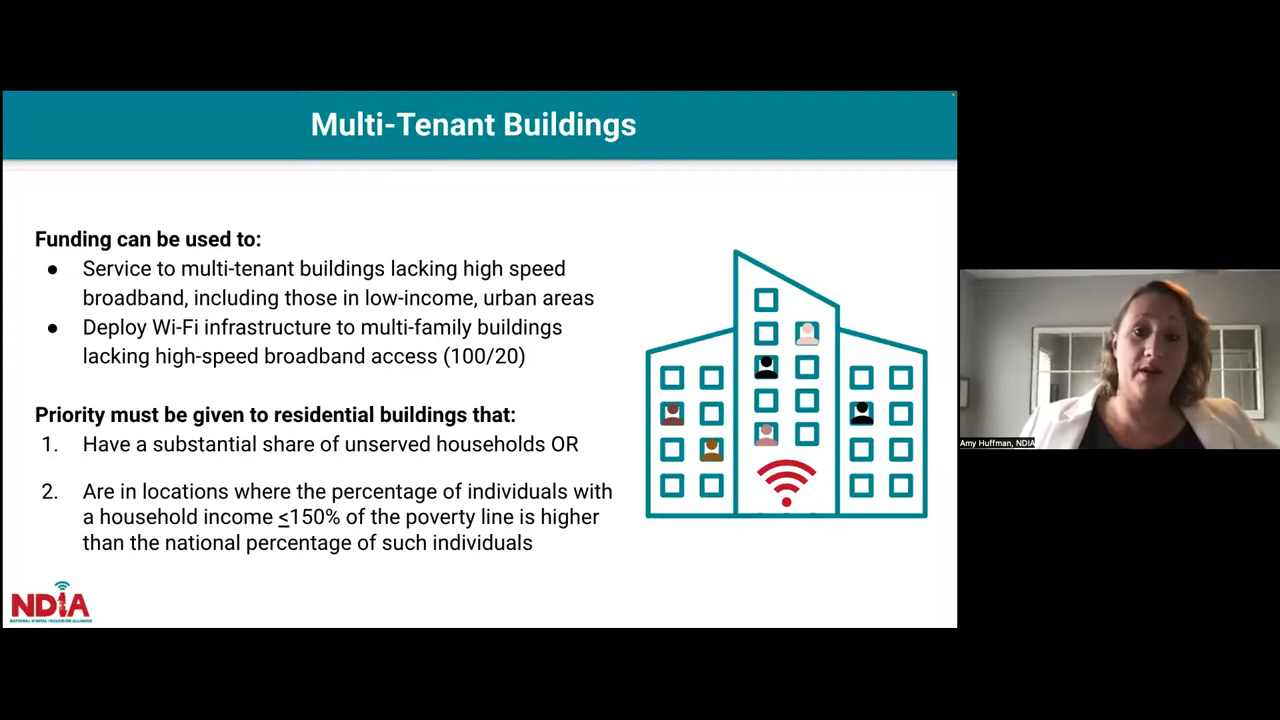 Multi-Tenant Buildings
Funding can be used to:
● Service to multi-tenant buildings lacking high speed
broadband, including those in low-income, urban areas
● Deploy Wi-Fi infrastructure to multi-family buildings
lacking high-speed broadband access (100/20)
Priority must be given to residential buildings that:
1. Have a substantial share of unserved households OR
2. Are in locations where the percentage of individuals with
a household income <150% of the poverty line is higher
than the national percentage of such individuals
NDIA
NATIONAL DIGITAL INCLUSION ALLIANCE
Amy Huffman, NDIA